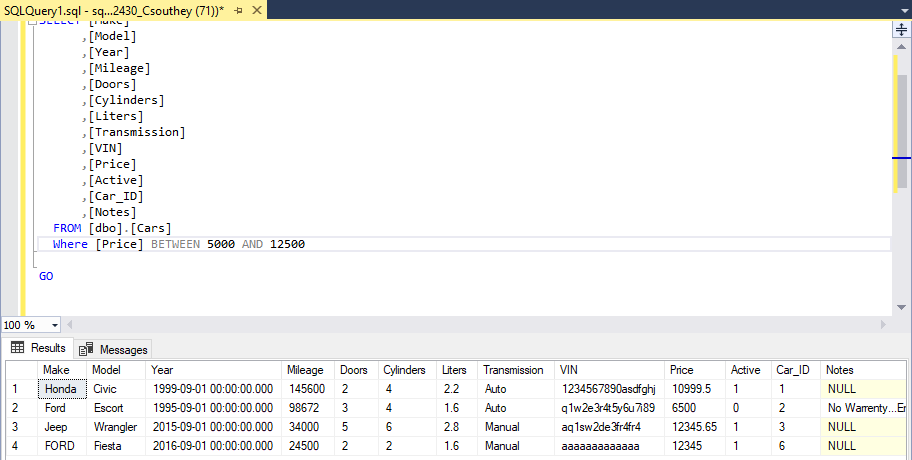 SQLQuery1.sql - sq...2430_Csouthey (71))*
SELECT [Make]
,[Model]
,[Year]
,[Mileage]
,[Doors]
,[Cylinders]
,[Liters]
,[Transmission]
,[VIN]
,[Price]
,[Active]
,[Car_ID]
,[Notes]
FROM [dbo].[Cars]
Where [Price] BETWEEN 5000 AND 12500
GO
100 %
Results Messages
Make Model Year Mileage Doors Cylinders Liters Transmission VIN Price Active Car_ID Notes
1 Honda Civic 1999-09-01 00:00:00.000 145600 2 4 2.2 Auto 1234567890asdfghj 10999.5 1 1 NULL
2 Ford Escort 1995-09-01 00:00:00.000 98672 3 4 1.6 Auto q1w2e3r4t5y6u7i89 6500 0 2 No Warrenty...En
3 Jeep Wrangler 2015-09-01 00:00:00.000 34000 5 6 2.8 Manual aq1sw2de3fr4fr4 12345.65 1 3 NULL
4 FORD Fiesta 2016-09-01 00:00:00.000 24500 2 2 1.6 Manual aaaaaaaaaaaaa 12345 1 6 NULL